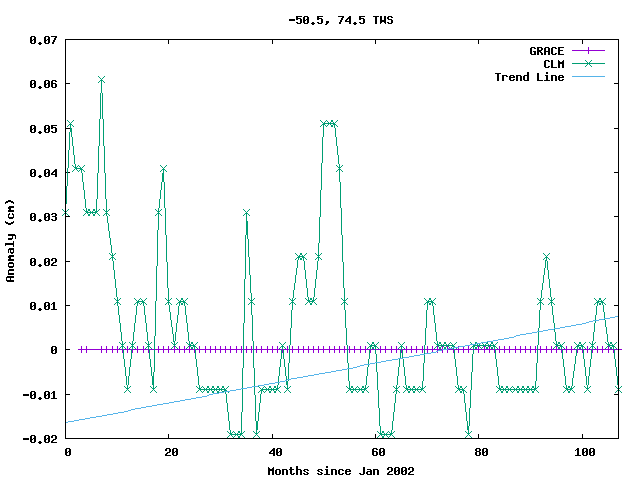 -50.5, 74.5 TWS
GRACE
CLM
Trend Line
0.07
0.06
0.05
0.04
0.03
0.02
0.01
0
-0.01
-0.02
Anomaly (cm)
0 20 40 60 80 100
Months since Jan 2002